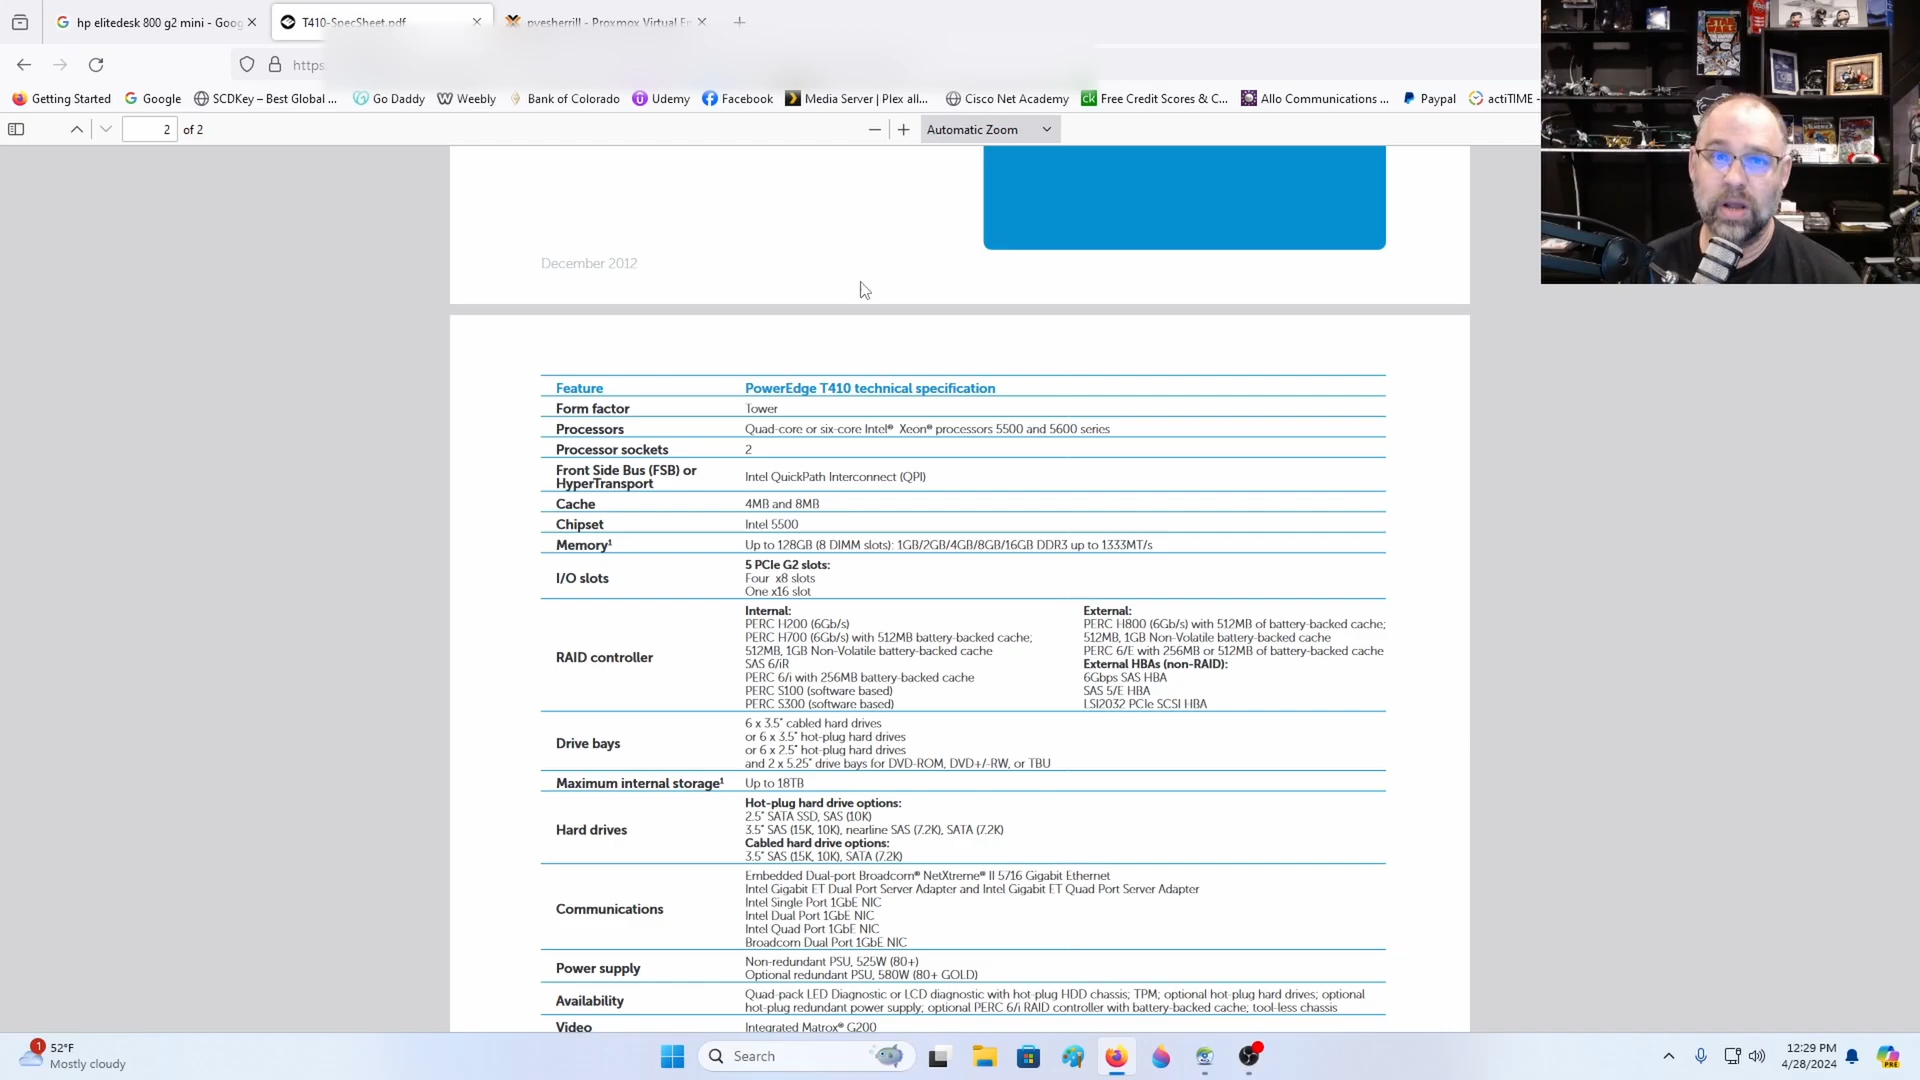 hp elitedesk 800 g2 mini - Goog
T410-SpecSheet.pdf
pvesherrill - Proxmox Virtual En
https
Getting Started
Google
SCDKey – Best Global ...
Go Daddy
Weebly
Bank of Colorado
Udemy
Facebook
Media Server | Plex all...
Cisco Net Academy
Free Credit Scores & C...
Allo Communications ...
Paypal
actiTIME -
2 of 2
Automatic Zoom
December 2012
Feature PowerEdge T410 technical specification
Form factor Tower
Processors Quad-core or six-core Intel® Xeon® processors 5500 and 5600 series
Processor sockets 2
Front Side Bus (FSB) or
HyperTransport
Intel QuickPath Interconnect (QPI)
Cache 4MB and 8MB
Chipset Intel 5500
Memory¹ Up to 128GB (8 DIMM slots): 1GB/2GB/4GB/8GB/16GB DDR3 up to 1333MT/s
I/O slots
5 PCIe G2 slots:
Four x8 slots
One x16 slot
RAID controller
Internal:
PERC H200 (6Gb/s)
PERC H700 (6Gb/s) with 512MB battery-backed cache;
512MB, 1GB Non-Volatile battery-backed cache
SAS 6/iR
PERC 6/i with 256MB battery-backed cache
PERC S100 (software based)
PERC S300 (software based)
External:
PERC H800 (6Gb/s) with 512MB of battery-backed cache;
512MB, 1GB Non-Volatile battery-backed cache
PERC 6/E with 256MB or 512MB of battery-backed cache
External HBAs (non-RAID):
6Gbps SAS HBA
SAS 5/E HBA
LSI2032 PCIe SCSI HBA
Drive bays
6 x 3.5" cabled hard drives
or 6 x 3.5" hot-plug hard drives
or 6 x 2.5" hot-plug hard drives
and 2 x 5.25" drive bays for DVD-ROM, DVD+/-RW, or TBU
Maximum internal storage¹ Up to 18TB
Hard drives
Hot-plug hard drive options:
2.5" SATA SSD, SAS (10K)
3.5" SAS (15K, 10K), nearline SAS (7.2K), SATA (7.2K)
Cabled hard drive options:
3.5" SAS (15K, 10K), SATA (7.2K)
Communications
Embedded Dual-port Broadcom® NetXtreme® II 5716 Gigabit Ethernet
Intel Gigabit ET Dual Port Server Adapter and Intel Gigabit ET Quad Port Server Adapter
Intel Single Port 1GbE NIC
Intel Dual Port 1GbE NIC
Intel Quad Port 1GbE NIC
Broadcom Dual Port 1GbE NIC
Power supply
Non-redundant PSU, 525W (80+)
Optional redundant PSU, 580W (80+ GOLD)
Availability
Quad-pack LED Diagnostic or LCD diagnostic with hot-plug HDD chassis; TPM; optional hot-plug hard drives; optional
hot-plug redundant power supply; optional PERC 6/i RAID controller with battery-backed cache; tool-less chassis
Video Integrated Matrox® G200
1
52°F
Mostly cloudy
Search
12:29 PM
4/28/2024
PRE
STAR WARS